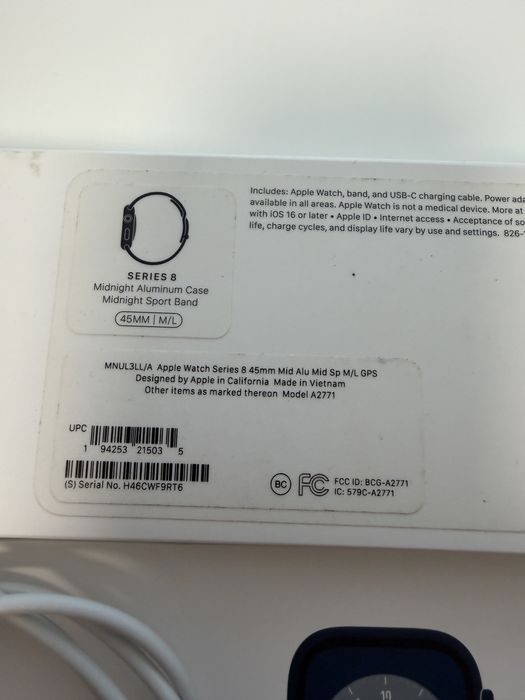 Includes: Apple Watch, band, and USB-C charging cable. Power
available in all areas. Apple Watch is not a medical device. More at
with iOS 16 or later • Apple ID • Internet access • Acceptance of
life, charge cycles, and display life vary by use and settings.
SERIES 8
Midnight Aluminum Case
Midnight Sport Band
45MM | M/L
MNUL3LL/A Apple Watch Series 8 45mm Mid Alu Mid Sp M/L GPS
Designed by Apple in California Made in Vietnam
Other items as marked thereon Model A2771
UPC
1 94253 21503 5
(S) Serial No. H46CWF9RT6
BC FC FCC ID: BCG-A2771
IC: 579C-A2771
10